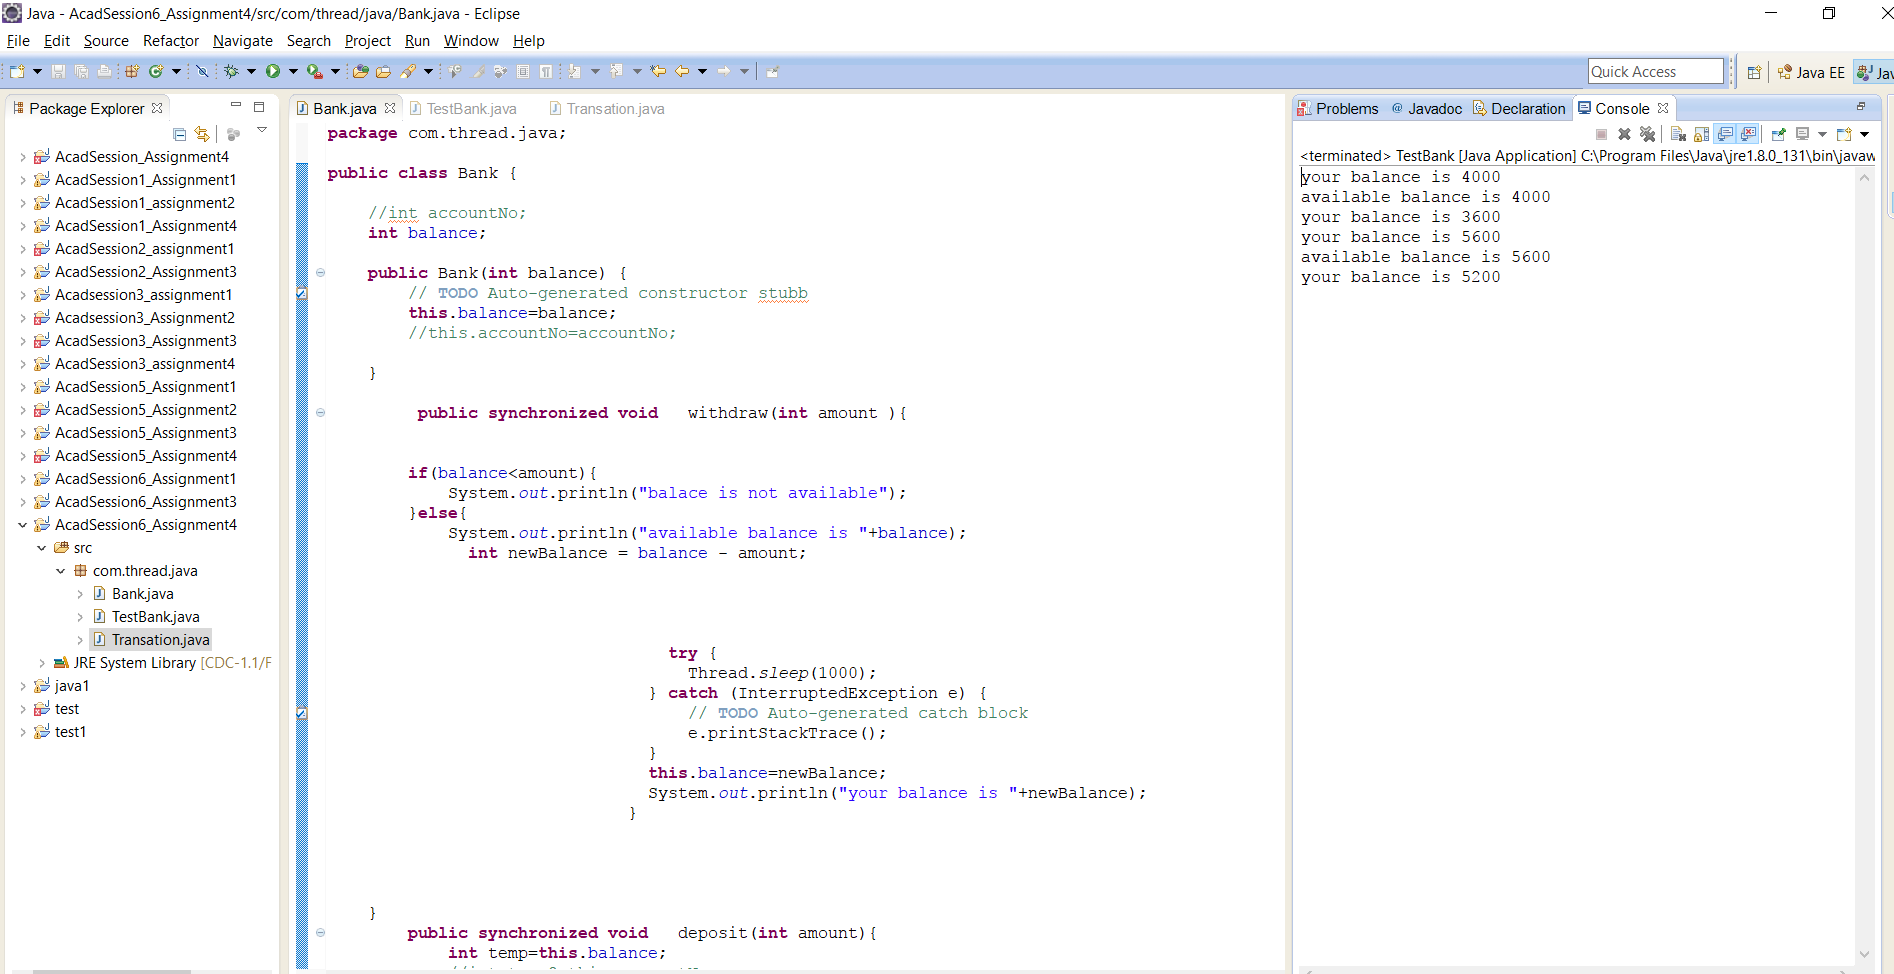 Java - AcadSession6_Assignment4/src/com/thread/java/Bank.java - Eclipse
File Edit Source Refactor Navigate Search Project Run Window Help
Quick Access
Java EE
Jav
Package Explorer
AcadSession_Assignment4
AcadSession1_Assignment1
AcadSession1_assignment2
AcadSession1_Assignment4
AcadSession2_assignment1
AcadSession2_Assignment3
Acadsession3_assignment1
Acadsession3_Assignment2
AcadSession3_Assignment3
AcadSession3_assignment4
AcadSession5_Assignment1
AcadSession5_Assignment2
AcadSession5_Assignment3
AcadSession5_Assignment4
AcadSession6_Assignment1
AcadSession6_Assignment3
AcadSession6_Assignment4
src
com.thread.java
Bank.java
TestBank.java
Transation.java
JRE System Library [CDC-1.1/F
java1
test
test1
Bank.java TestBank.java Transation.java
package com.thread.java;
public class Bank {
//int accountNo;
int balance;
public Bank(int balance) {
// TODO Auto-generated constructor stubb
this.balance=balance;
//this.accountNo=accountNo;
}
public synchronized void withdraw(int amount ){
if(balance<amount){
System.out.println("balace is not available");
}else{
System.out.println("available balance is "+balance);
int newBalance = balance - amount;
try {
Thread.sleep(1000);
} catch (InterruptedException e) {
// TODO Auto-generated catch block
e.printStackTrace();
}
this.balance=newBalance;
System.out.println("your balance is "+newBalance);
}
}
public synchronized void deposit(int amount){
int temp=this.balance;
Problems @ Javadoc Declaration Console
<terminated> TestBank [Java Application] C:\Program Files\Java\jre1.8.0_131\bin\javaw
your balance is 4000
available balance is 4000
your balance is 3600
your balance is 5600
available balance is 5600
your balance is 5200